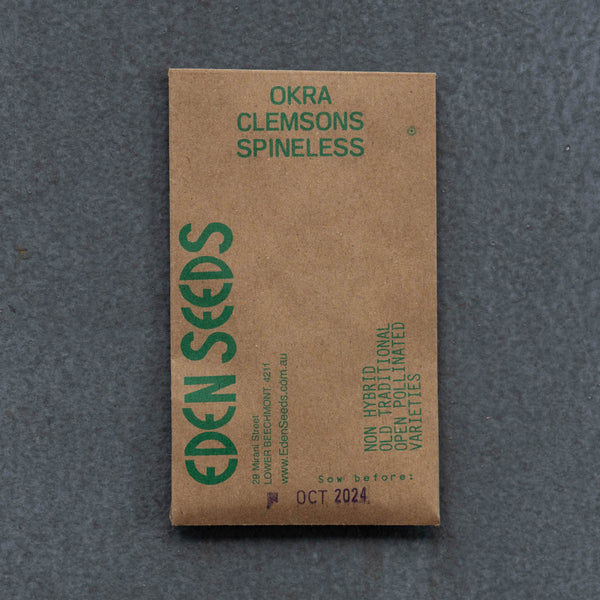 OKRA
CLEMSONS
SPINELESS
EDEN SEEDS
29 Mirani Street
LOWER BEECHMONT 4211
www.EdenSeeds.com.au
NON HYBRID
OLD TRADITIONAL
OPEN POLLINATED
VARIETIES
Sow before:
OCT 2024